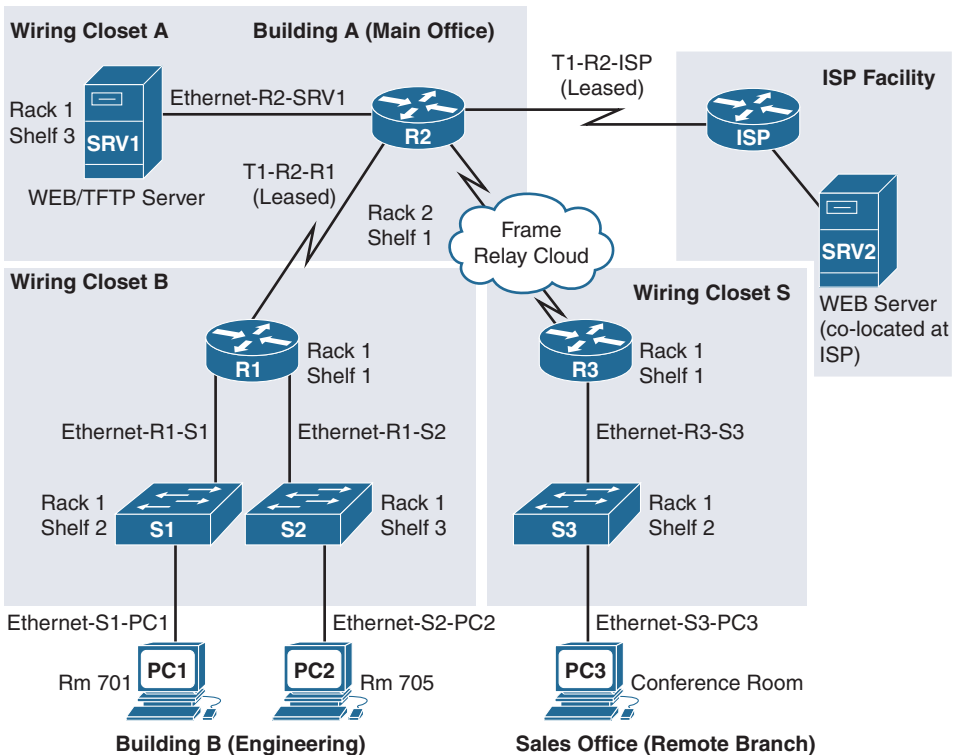 Wiring Closet A
Building A (Main Office)
T1-R2-ISP
(Leased)
ISP Facility
Rack 1
Shelf 3
SRV1
Ethernet-R2-SRV1
R2
ISP
WEB/TFTP Server
T1-R2-R1
(Leased)
Rack 2
Shelf 1
Frame
Relay Cloud
SRV2
WEB Server
(co-located at
ISP)
Wiring Closet B
Wiring Closet S
R1
Rack 1
Shelf 1
R3
Rack 1
Shelf 1
Ethernet-R1-S1
Ethernet-R1-S2
Ethernet-R3-S3
Rack 1
Shelf 2
S1
S2
Rack 1
Shelf 3
S3
Rack 1
Shelf 2
Ethernet-S1-PC1
Ethernet-S2-PC2
Ethernet-S3-PC3
Rm 701
PC1
PC2
Rm 705
PC3
Conference Room
Building B (Engineering)
Sales Office (Remote Branch)